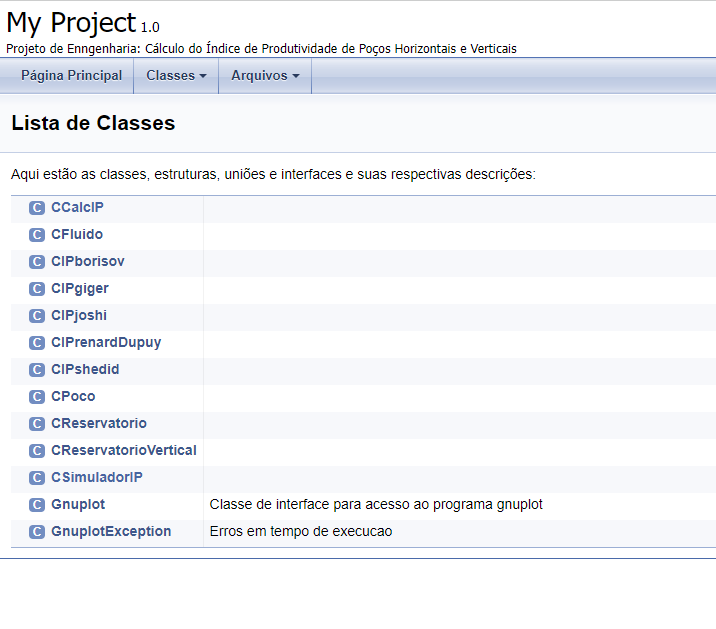 My Project 1.0
Projeto de Enngenharia: Cálculo do Índice de Produtividade de Poços Horizontais e Verticais
Página Principal Classes Arquivos
Lista de Classes
Aqui estão as classes, estruturas, uniões e interfaces e suas respectivas descrições:
C CCalcIP
C CFluido
C CIPborisov
C CIPgiger
C CIPjoshi
C CIPrenardDupuy
C CIPshedid
C CPoco
C CReservatorio
C CReservatorioVertical
C CSimuladorIP
C Gnuplot Classe de interface para acesso ao programa gnuplot
C GnuplotException Erros em tempo de execucao